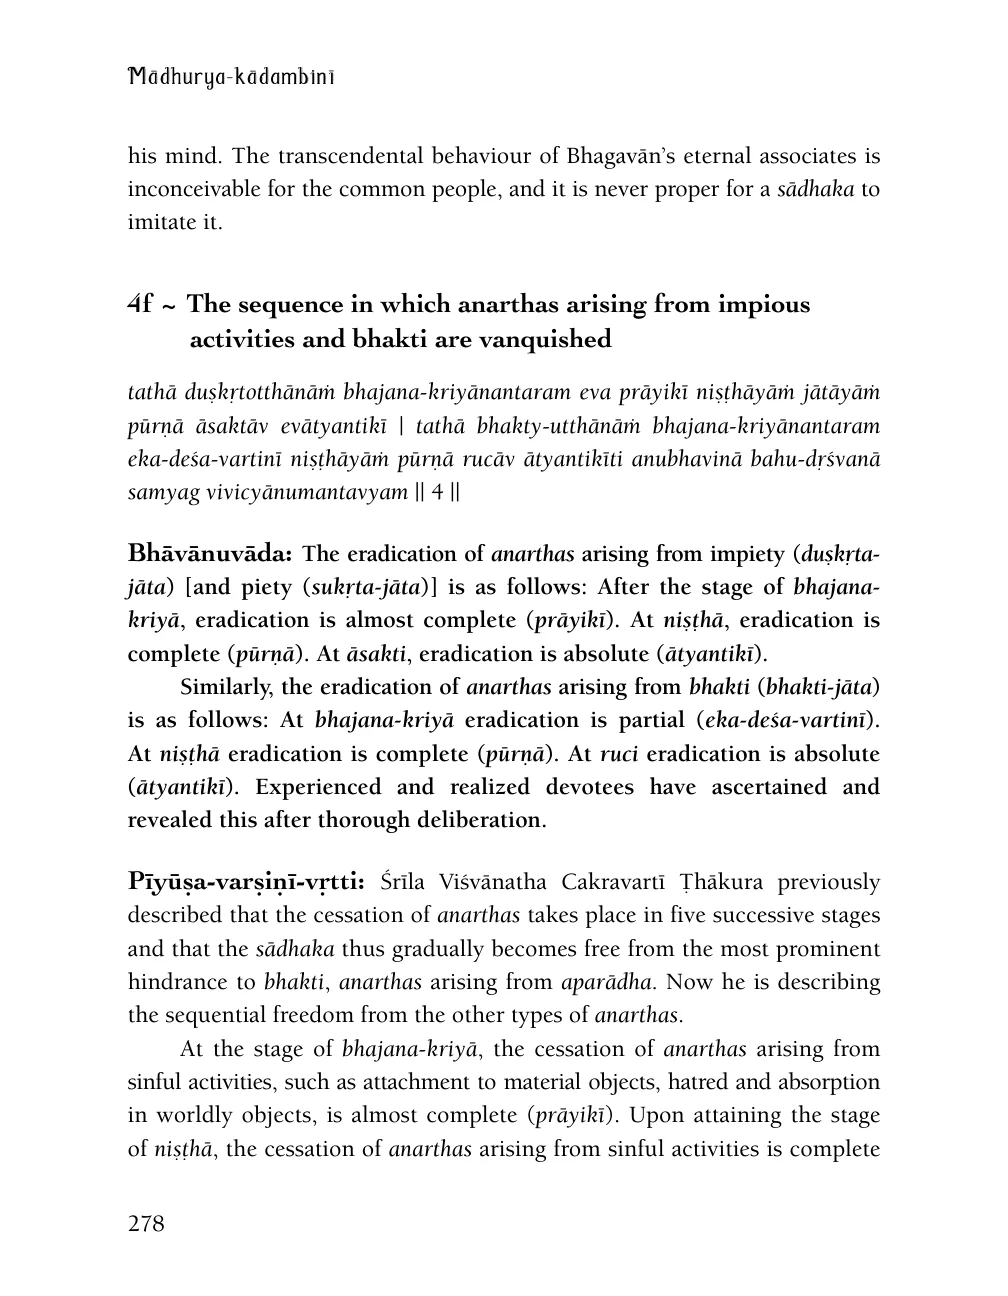 Mādhurya-kādambinī
his mind. The transcendental behaviour of Bhagavān's eternal associates is
inconceivable for the common people, and it is never proper for a sādhaka to
imitate it.
4f ~ The sequence in which anarthas arising from impious
activities and bhakti are vanquished
tathā duṣkṛtotthānāṁ bhajana-kriyānantaram eva prāyikī niṣṭhāyāṁ jātāyāṁ
pūrṇā āsaktāv evātyantikī | tathā bhakty-utthānāṁ bhajana-kriyānantaram
eka-deśa-vartinī niṣṭhāyāṁ pūrṇā rucāv ātyantikīti anubhavinā bahu-dṛśvanā
samyag vivicyānumantavyam || 4 ||
Bhāvānuvāda: The eradication of anarthas arising from impiety (duṣkṛta-
jāta) [and piety (sukṛta-jāta)] is as follows: After the stage of bhajana-
kriyā, eradication is almost complete (prāyikī). At niṣṭhā, eradication is
complete (pūrṇā). At āsakti, eradication is absolute (ātyantikī).
Similarly, the eradication of anarthas arising from bhakti (bhakti-jāta)
is as follows: At bhajana-kriyā eradication is partial (eka-deśa-vartinī).
At niṣṭhā eradication is complete (pūrṇā). At ruci eradication is absolute
(ātyantikī). Experienced and realized devotees have ascertained and
revealed this after thorough deliberation.
Pīyūṣa-varṣiṇī-vṛtti: Śrīla Viśvānatha Cakravartī Ṭhākura previously
described that the cessation of anarthas takes place in five successive stages
and that the sādhaka thus gradually becomes free from the most prominent
hindrance to bhakti, anarthas arising from aparādha. Now he is describing
the sequential freedom from the other types of anarthas.
At the stage of bhajana-kriyā, the cessation of anarthas arising from
sinful activities, such as attachment to material objects, hatred and absorption
in worldly objects, is almost complete (prāyikī). Upon attaining the stage
of niṣṭhā, the cessation of anarthas arising from sinful activities is complete
278